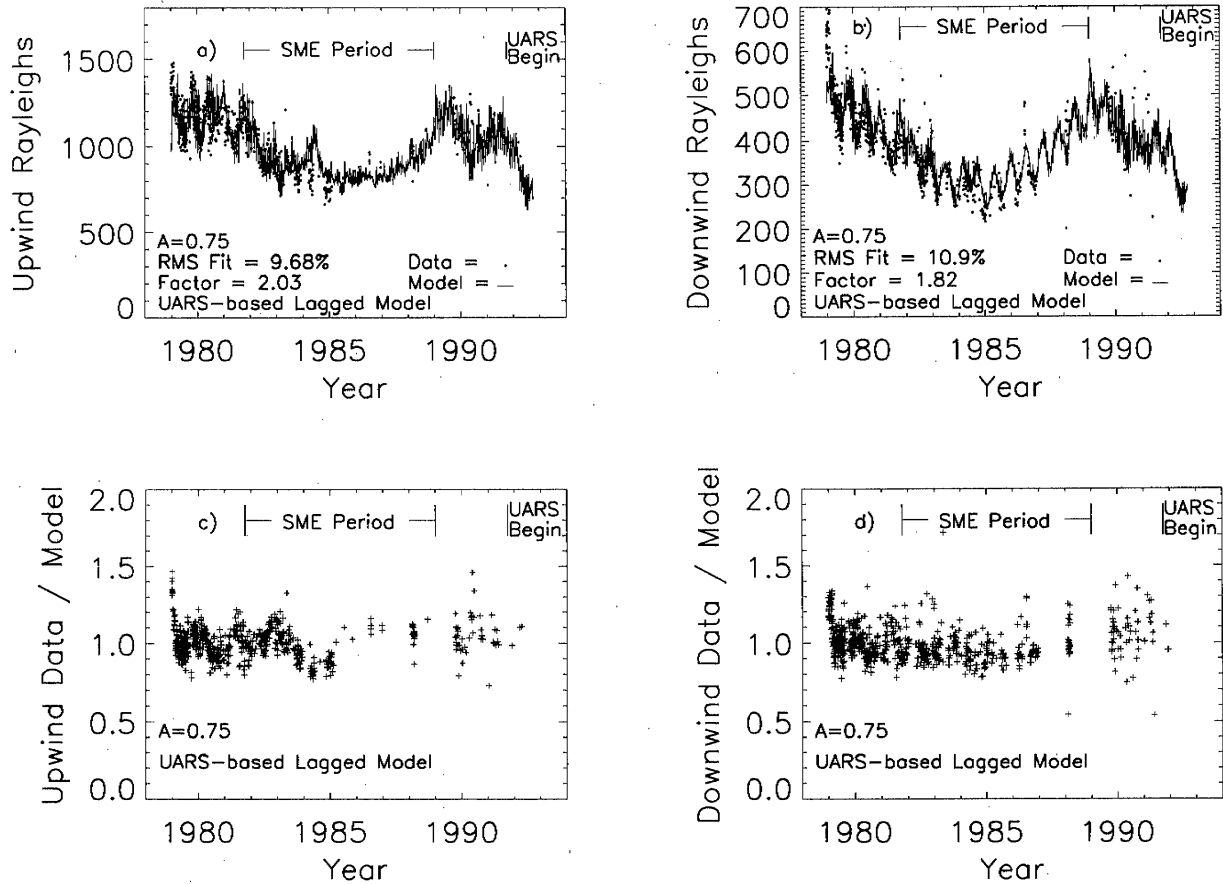 Upwind Rayleighs
1500
1000
500
0
a)
SME Period
UARS
Begin
A=0.75
RMS Fit = 9.68%
Data = .
Factor = 2.03
Model = _
UARS-based Lagged Model
1980
1985
1990
Year
Downwind Rayleighs
700
600
500
400
300
200
100
0
b)
SME Period
UARS
Begin
A=0.75
RMS Fit = 10.9%
Data = .
Factor = 1.82
Model = _
UARS-based Lagged Model
1980
1985
1990
Year
Upwind Data / Model
2.0
1.5
1.0
0.5
0.0
c)
SME Period
UARS
Begin
A=0.75
UARS-based Lagged Model
1980
1985
1990
Year
Downwind Data / Model
2.0
1.5
1.0
0.5
0.0
d)
SME Period
UARS
Begin
A=0.75
UARS-based Lagged Model
1980
1985
1990
Year